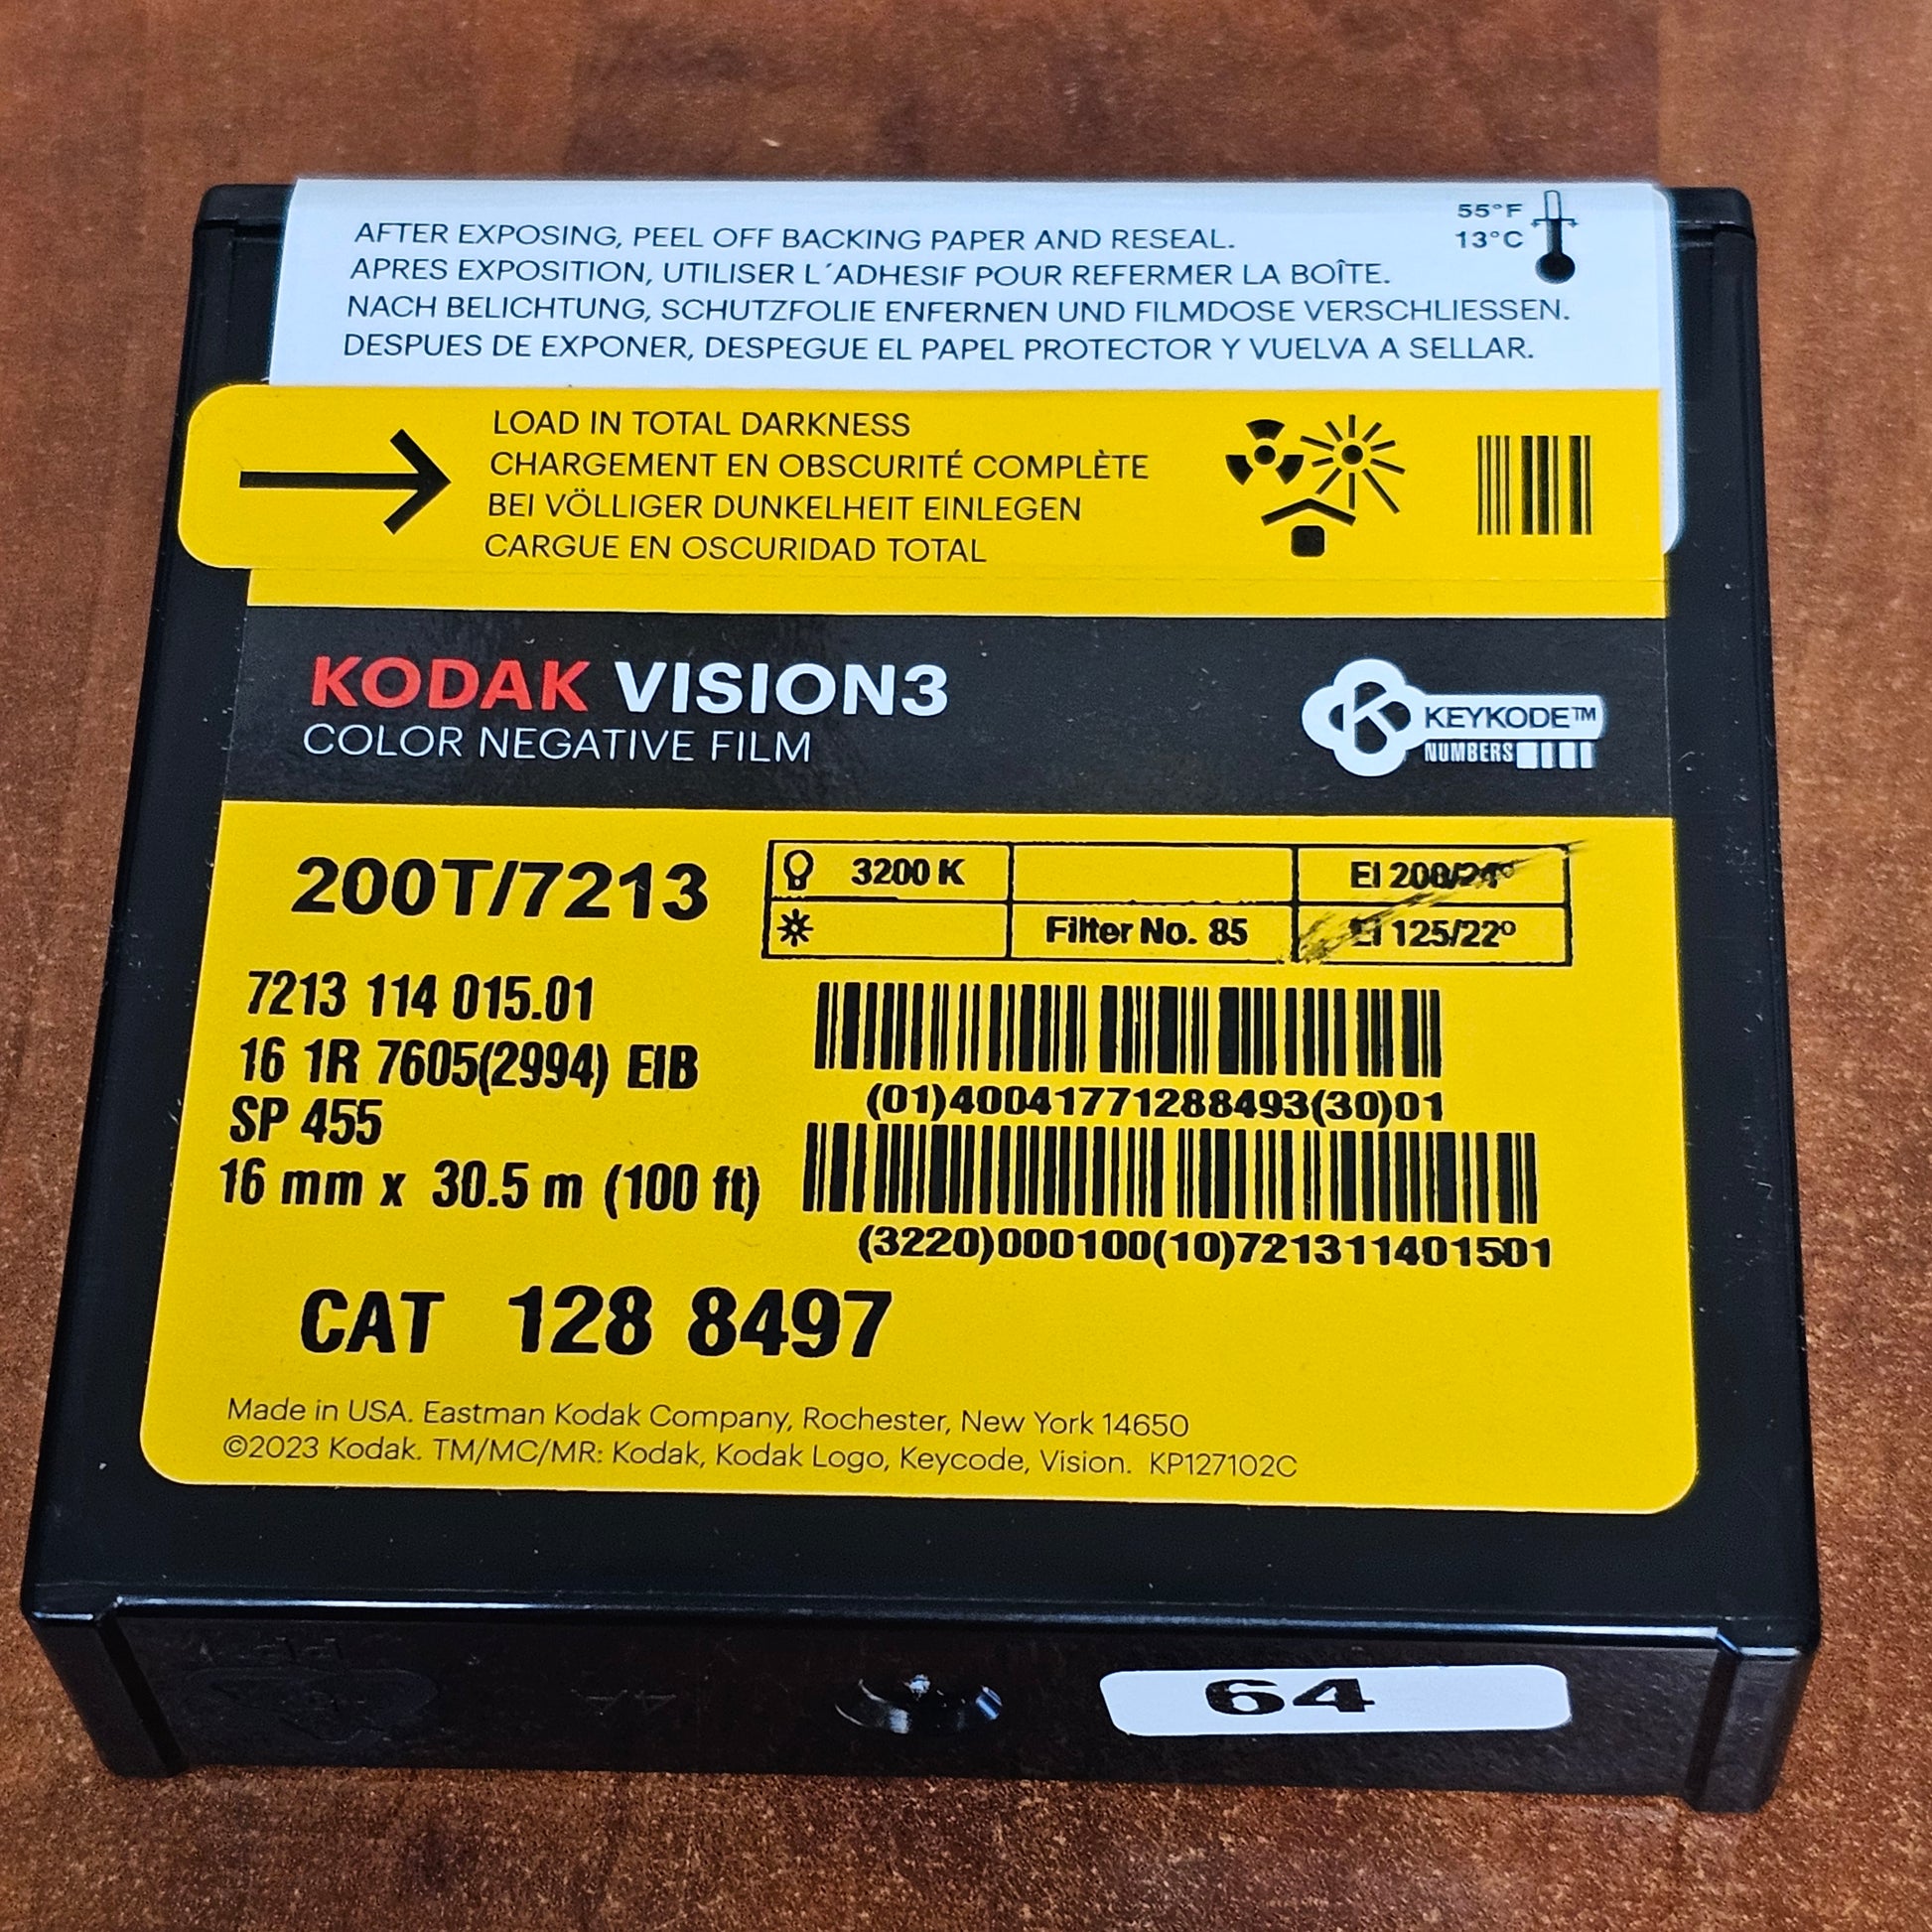 55°F
13°C
AFTER EXPOSING, PEEL OFF BACKING PAPER AND RESEAL.
APRES EXPOSITION, UTILISER L´ADHESIF POUR REFERMER LA BOÎTE.
NACH BELICHTUNG, SCHUTZFOLIE ENFERNEN UND FILMDOSE VERSCHLIESSEN.
DESPUES DE EXPONER, DESPEGUE EL PAPEL PROTECTOR Y VUELVA A SELLAR.
LOAD IN TOTAL DARKNESS
CHARGEMENT EN OBSCURITÉ COMPLÈTE
BEI VÖLLIGER DUNKELHEIT EINLEGEN
CARGUE EN OSCURIDAD TOTAL
KODAK VISION3
COLOR NEGATIVE FILM
KEYKODE™
NUMBERS
200T/7213
3200 K EI 200/24°
Filter No. 85 EI 125/22°
7213 114 015.01
16 1R 7605(2994) EIB
SP 455
16 mm x 30.5 m (100 ft)
(01)40041771288493(30)01
(3220)000100(10)721311401501
CAT 128 8497
Made in USA. Eastman Kodak Company, Rochester, New York 14650
©2023 Kodak. TM/MC/MR: Kodak, Kodak Logo, Keycode, Vision. KP127102C
64